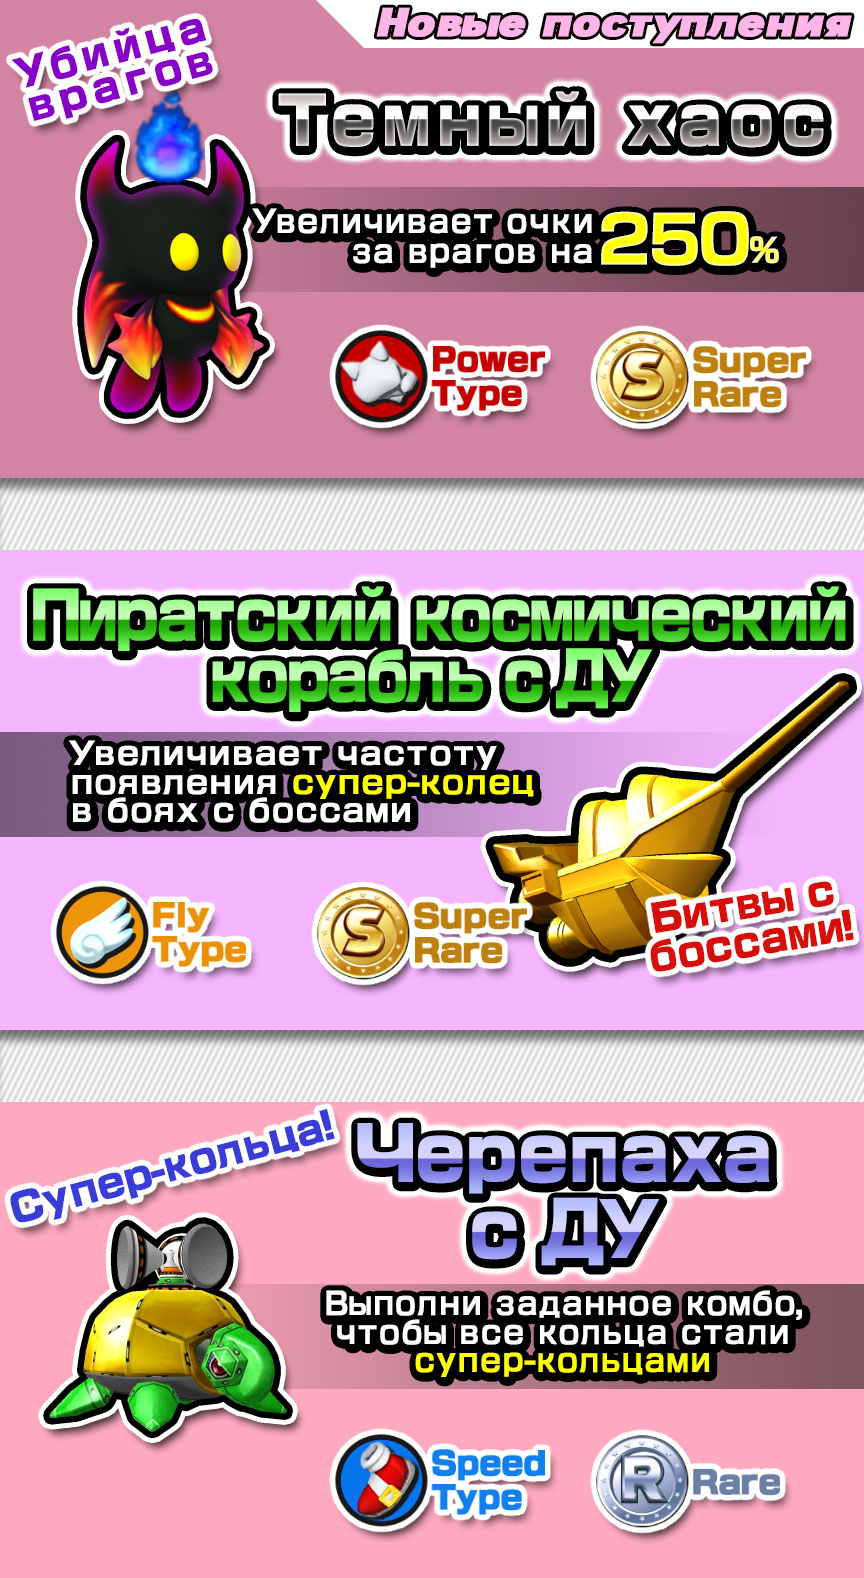 Новые поступления
Убийца
врагов
Темный хаос
Увеличивает очки
за врагов на 250%
Power
Type
S
Super
Rare
Пиратский космический
корабль с ДУ
Увеличивает частоту
появления супер-колец
в боях с боссами
Fly
Type
S
Super
Rare
Битвы с
боссами!
Супер-кольца!
Черепаха
с ДУ
Выполни заданное комбо,
чтобы все кольца стали
супер-кольцами
Speed
Type
R
Rare